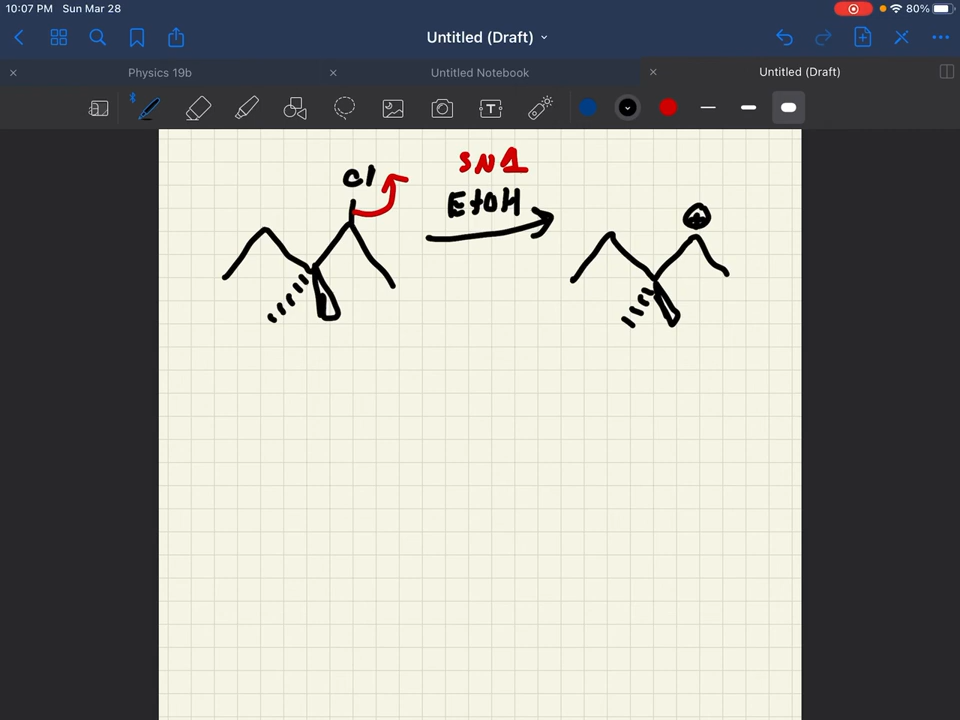 10:07 PM Sun Mar 28
80%
Untitled (Draft)
Physics 19b
Untitled Notebook
Untitled (Draft)
T
Cl
SN1
EtOH
+